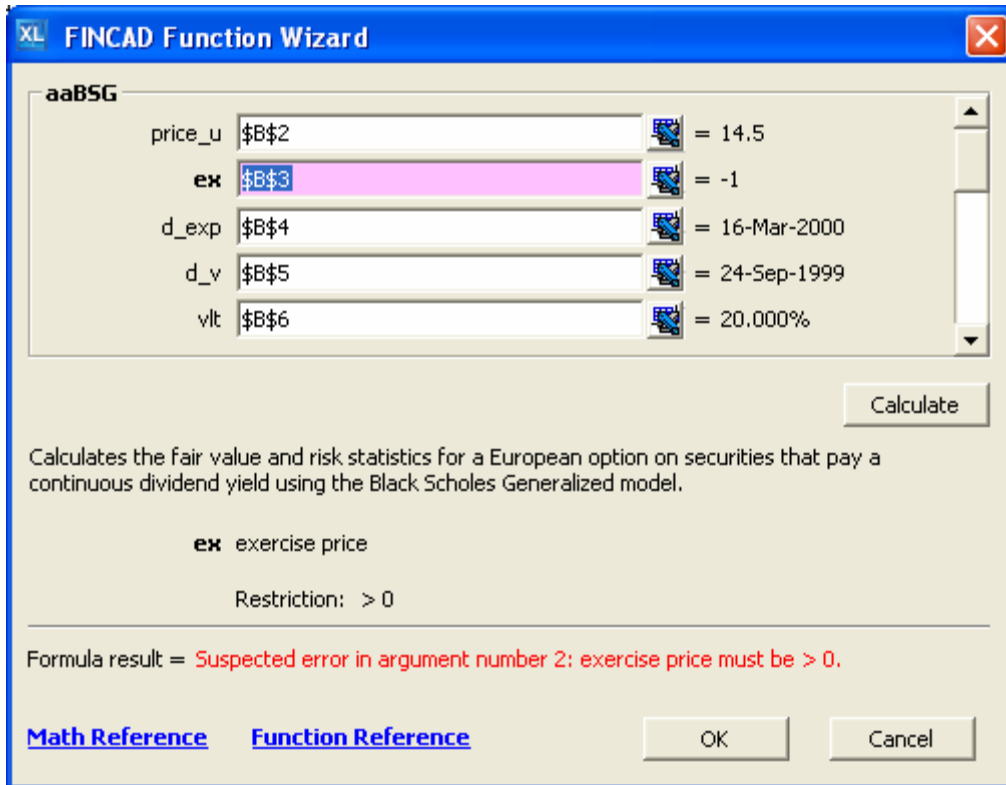 XL FINCAD Function Wizard
aaBSG
price_u $B$2 = 14.5
ex $B$3 = -1
d_exp $B$4 = 16-Mar-2000
d_v $B$5 = 24-Sep-1999
vlt $B$6 = 20.000%
Calculate
Calculates the fair value and risk statistics for a European option on securities that pay a
continuous dividend yield using the Black Scholes Generalized model.
ex exercise price
Restriction: > 0
Formula result = Suspected error in argument number 2: exercise price must be > 0.
Math Reference Function Reference OK Cancel